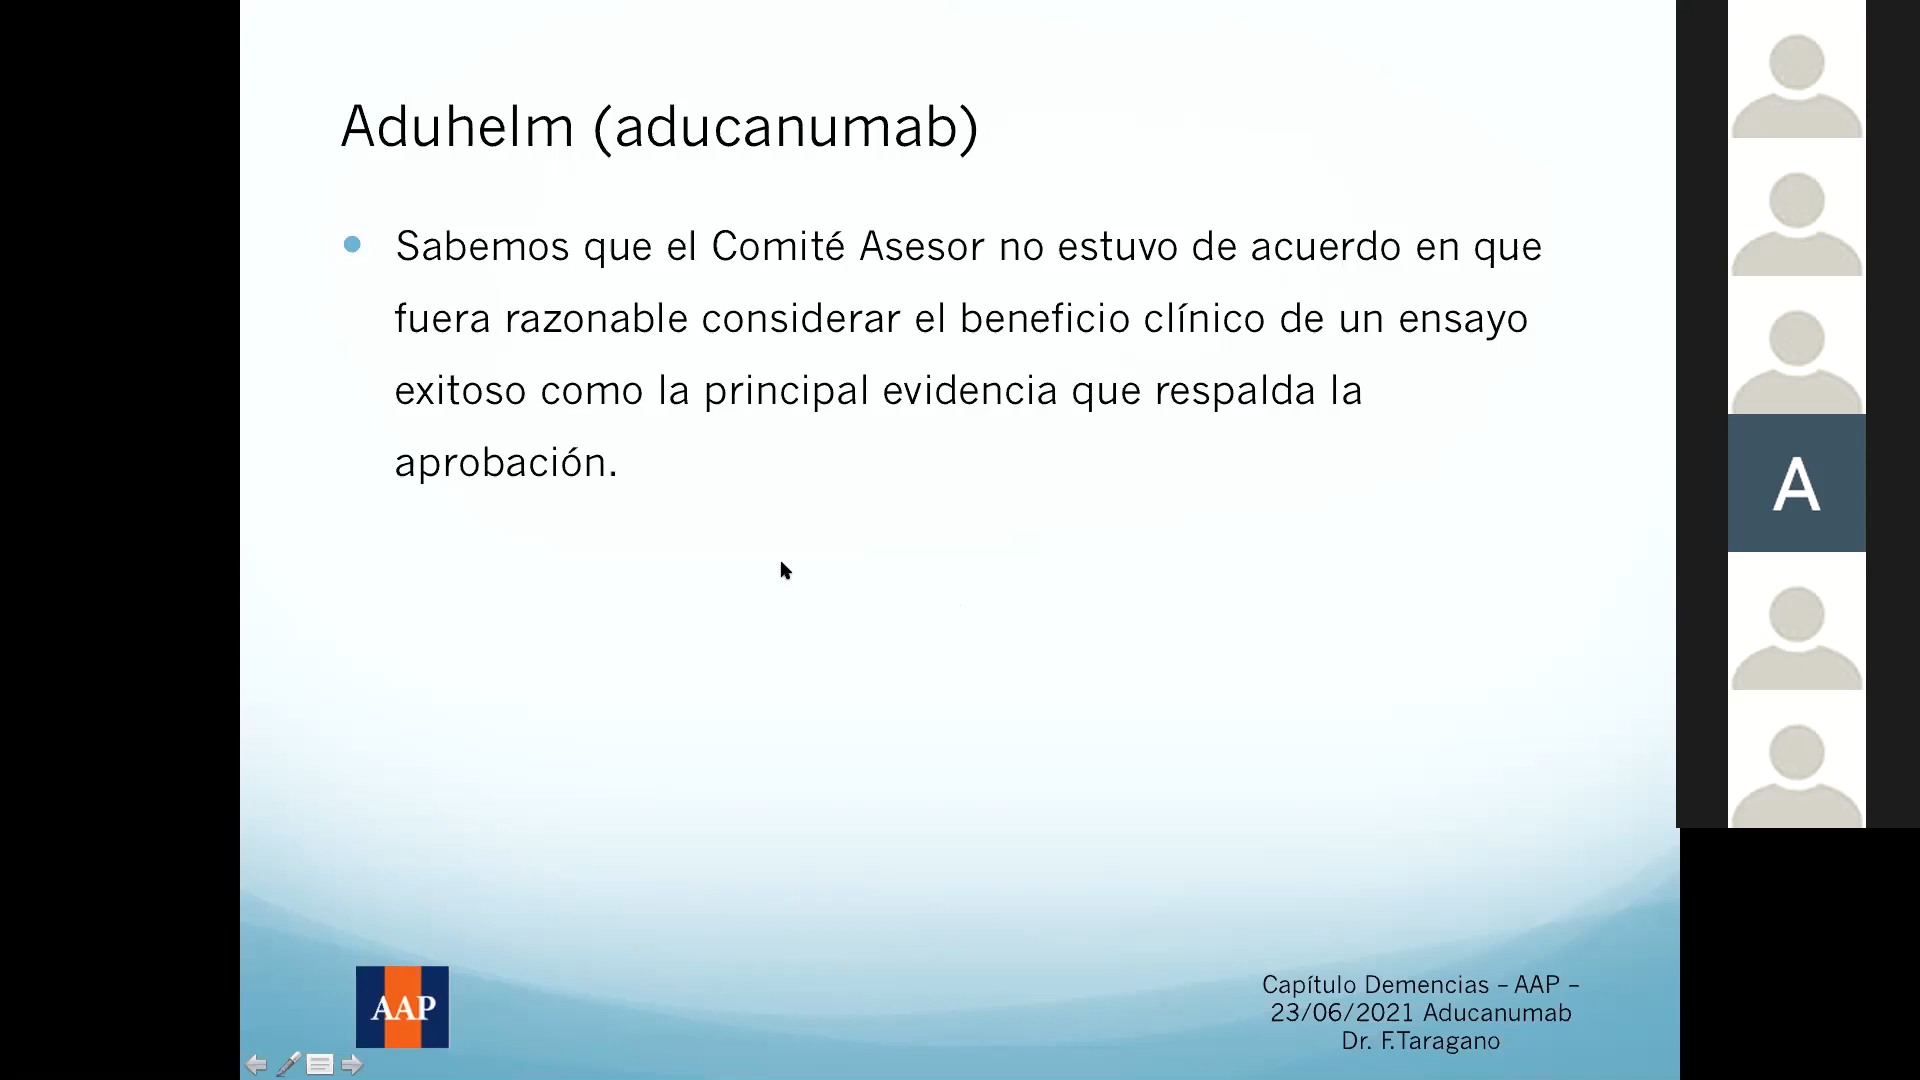 Aduhelm (aducanumab)
Sabemos que el Comité Asesor no estuvo de acuerdo en que
fuera razonable considerar el beneficio clínico de un ensayo
exitoso como la principal evidencia que respalda la
aprobación.
A
AAP
Capítulo Demencias – AAP –
23/06/2021 Aducanumab
Dr. F.Taragano